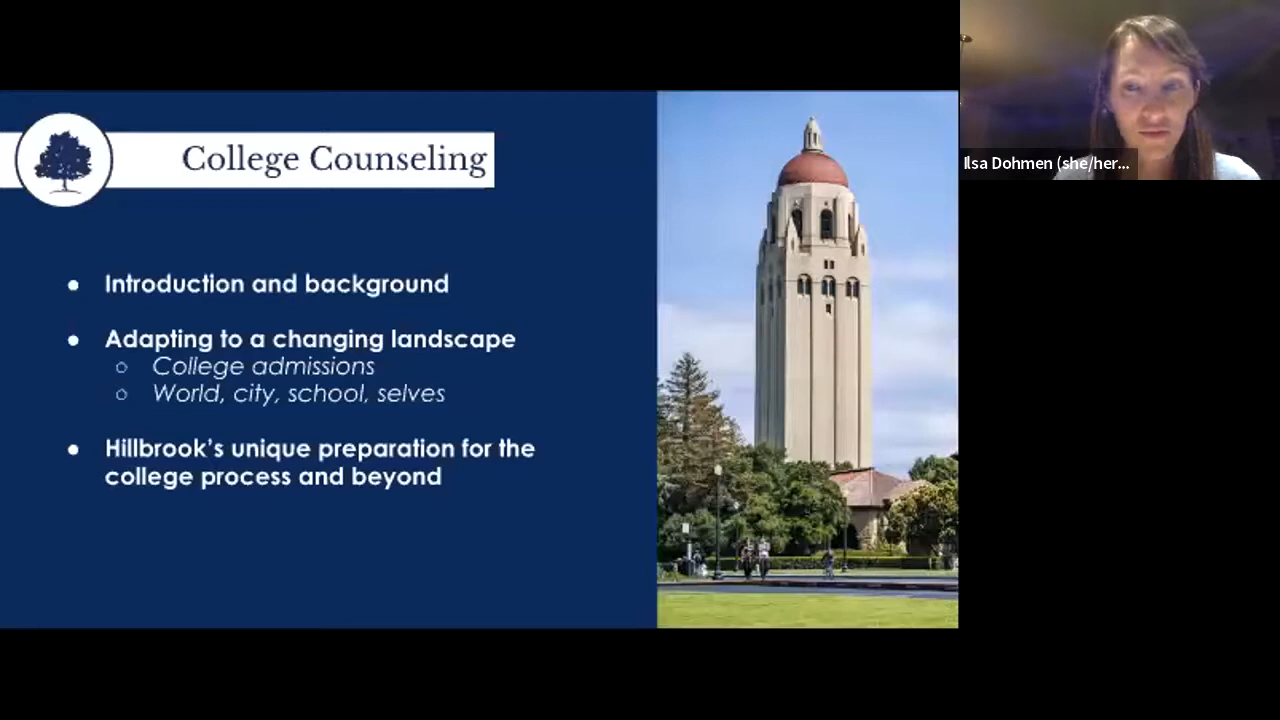 College Counseling
● Introduction and background
● Adapting to a changing landscape
○ College admissions
○ World, city, school, selves
● Hillbrook's unique preparation for the
college process and beyond
Ilsa Dohmen (she/her...